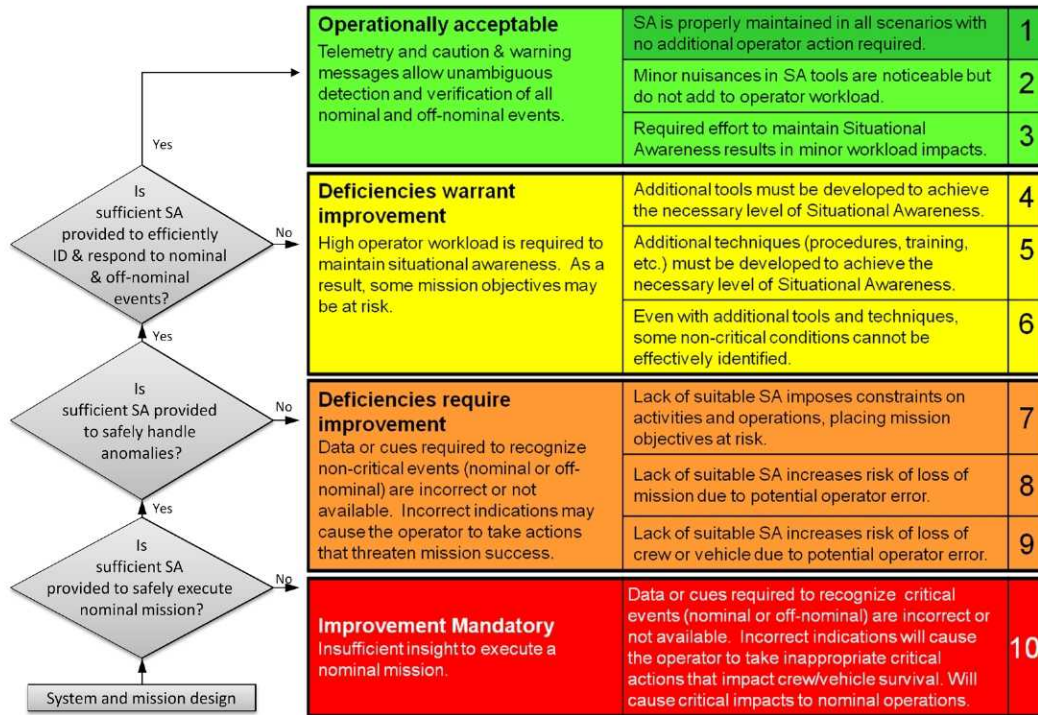 Operationally acceptable
Telemetry and caution & warning
messages allow unambiguous
detection and verification of all
nominal and off-nominal events.
SA is properly maintained in all scenarios with
no additional operator action required.
1
Minor nuisances in SA tools are noticeable but
do not add to operator workload.
2
Required effort to maintain Situational
Awareness results in minor workload impacts.
3
Yes
Is
sufficient SA
provided to efficiently
ID & respond to nominal
& off-nominal
events?
No
Deficiencies warrant
improvement
High operator workload is required to
maintain situational awareness. As a
result, some mission objectives may
be at risk.
Additional tools must be developed to achieve
the necessary level of Situational Awareness.
4
Additional techniques (procedures, training,
etc.) must be developed to achieve the
necessary level of Situational Awareness.
5
Even with additional tools and techniques,
some non-critical conditions cannot be
effectively identified.
6
Yes
Is
sufficient SA provided
to safely handle
anomalies?
No
Deficiencies require
improvement
Data or cues required to recognize
non-critical events (nominal or off-
nominal) are incorrect or not
available. Incorrect indications may
cause the operator to take actions
that threaten mission success.
Lack of suitable SA imposes constraints on
activities and operations, placing mission
objectives at risk.
7
Lack of suitable SA increases risk of loss of
mission due to potential operator error.
8
Lack of suitable SA increases risk of loss of
crew or vehicle due to potential operator error.
9
Yes
Is
sufficient SA
provided to safely execute
nominal mission?
No
Improvement Mandatory
Insufficient insight to execute a
nominal mission.
Data or cues required to recognize critical
events (nominal or off-nominal) are incorrect or
not available. Incorrect indications will cause
the operator to take inappropriate critical
actions that impact crew/vehicle survival. Will
cause critical impacts to nominal operations.
10
System and mission design